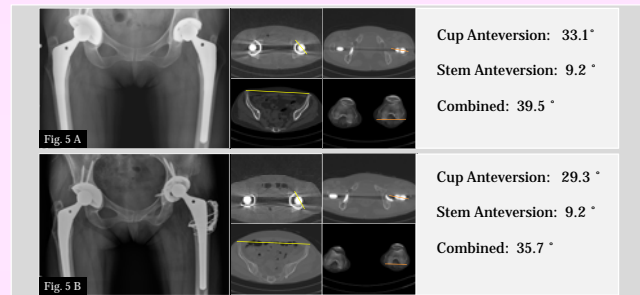 Cup Anteversion: 33.1°
Stem Anteversion: 9.2 °
Combined: 39.5 °
Fig. 5 A
Cup Anteversion: 29.3 °
Stem Anteversion: 9.2 °
Combined: 35.7 °
Fig. 5 B